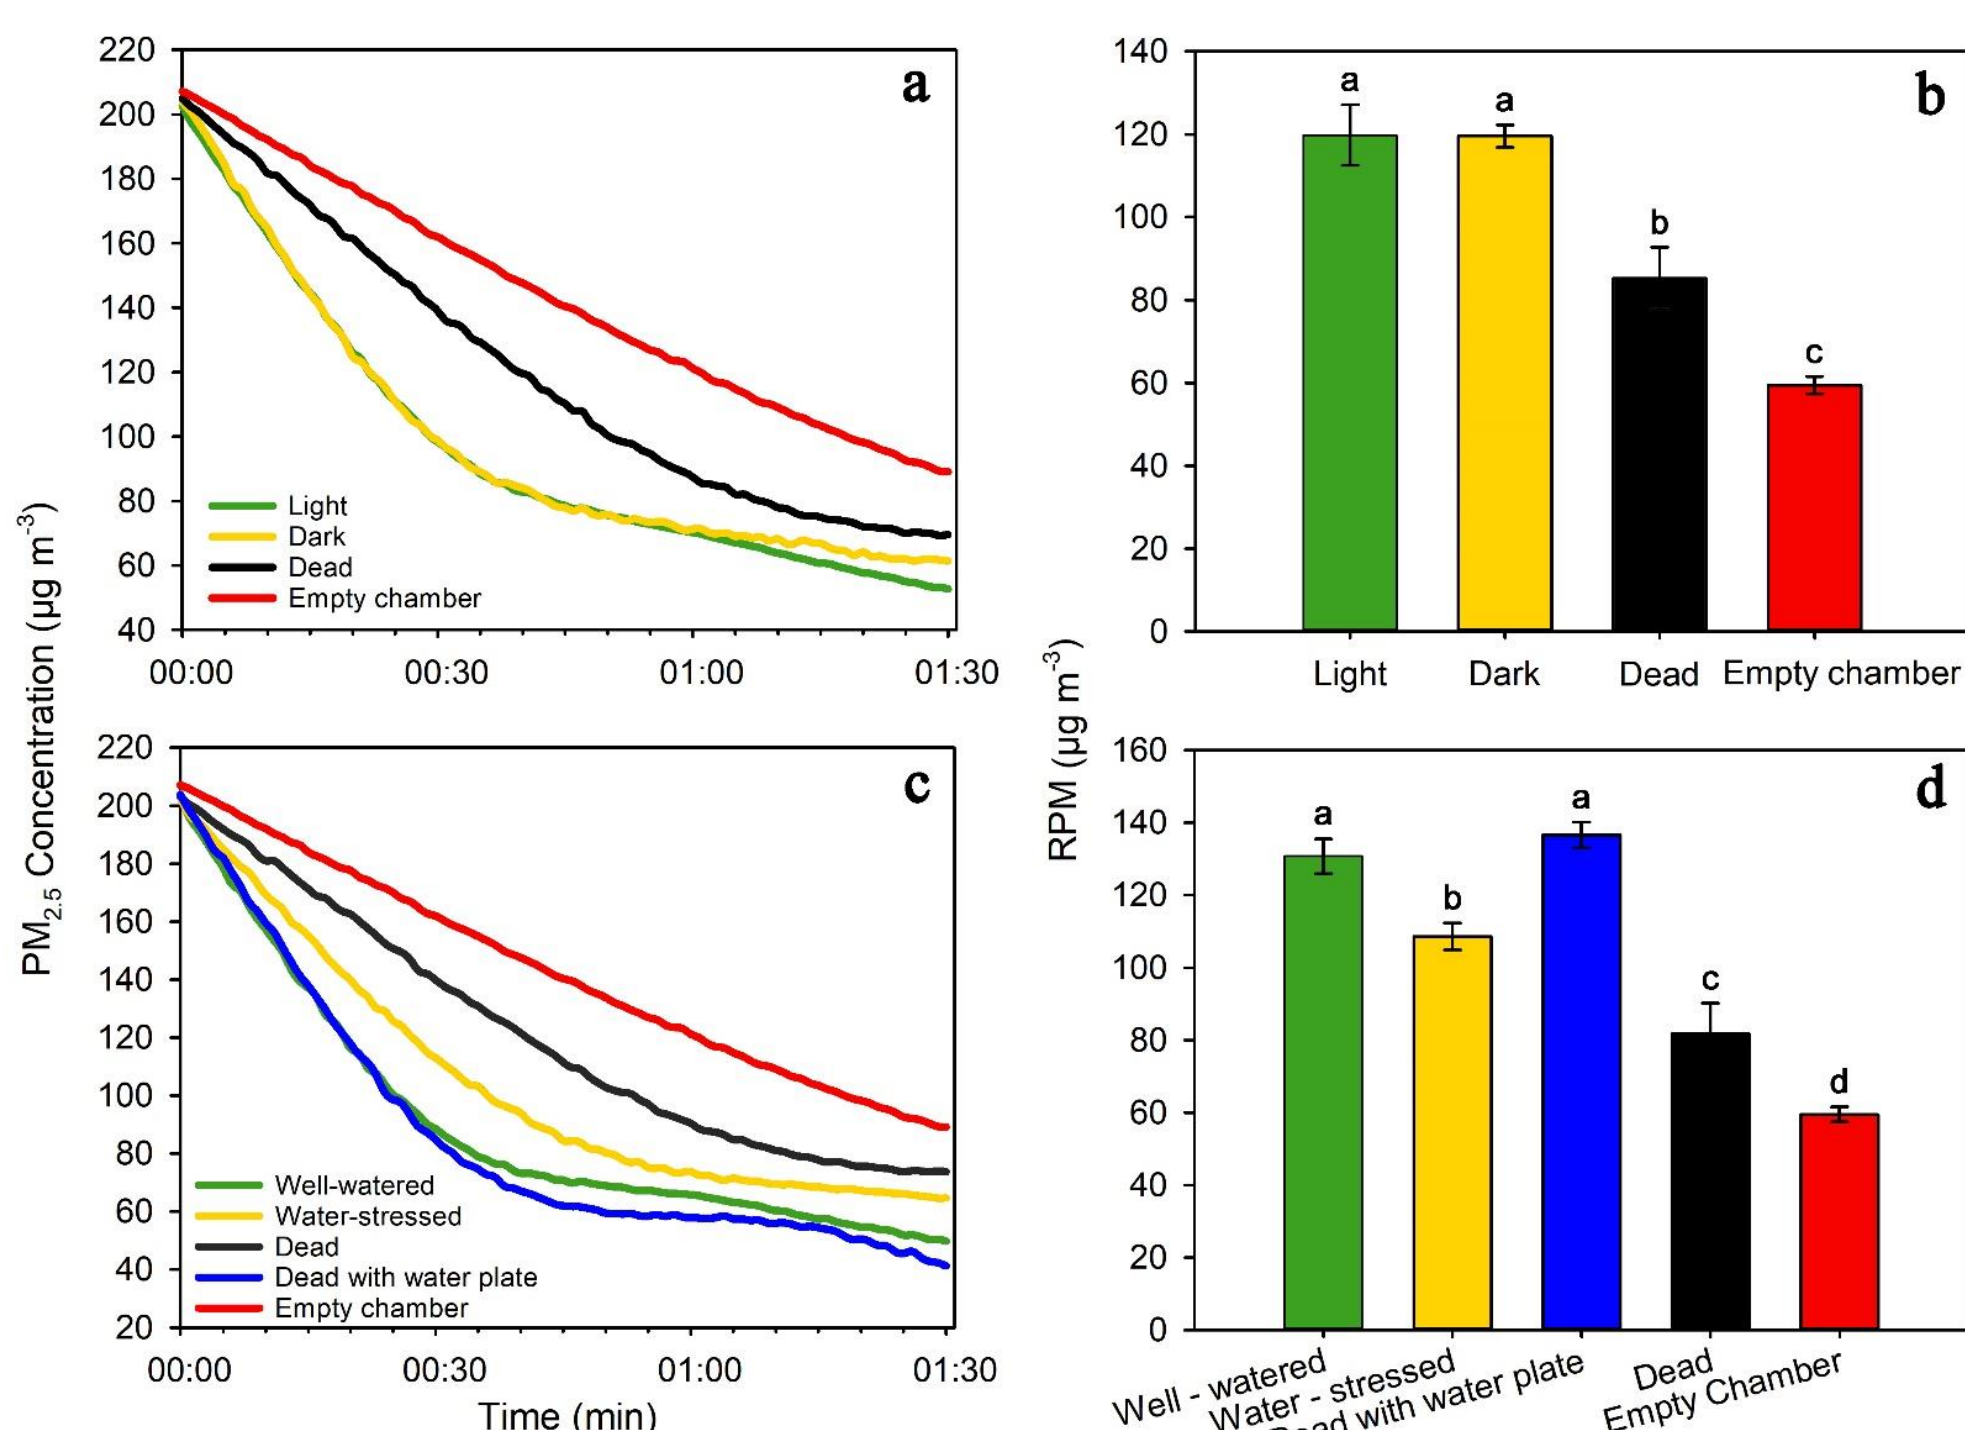 220
200
180
160
140
120
100
80
60
40
a
Light
Dark
Dead
Empty chamber
00:00 00:30 01:00 01:30
140
120
100
80
60
40
20
0
b
a
a
b
c
Light Dark Dead Empty chamber
PM2.5 Concentration (µg m-3)
RPM (µg m-3)
220
200
180
160
140
120
100
80
60
40
20
c
Well-watered
Water-stressed
Dead
Dead with water plate
Empty chamber
00:00 00:30 01:00 01:30
Time (min)
160
140
120
100
80
60
40
20
0
d
a
b
a
c
d
Well - watered
Water - stressed
Dead with water plate
Dead
Empty Chamber